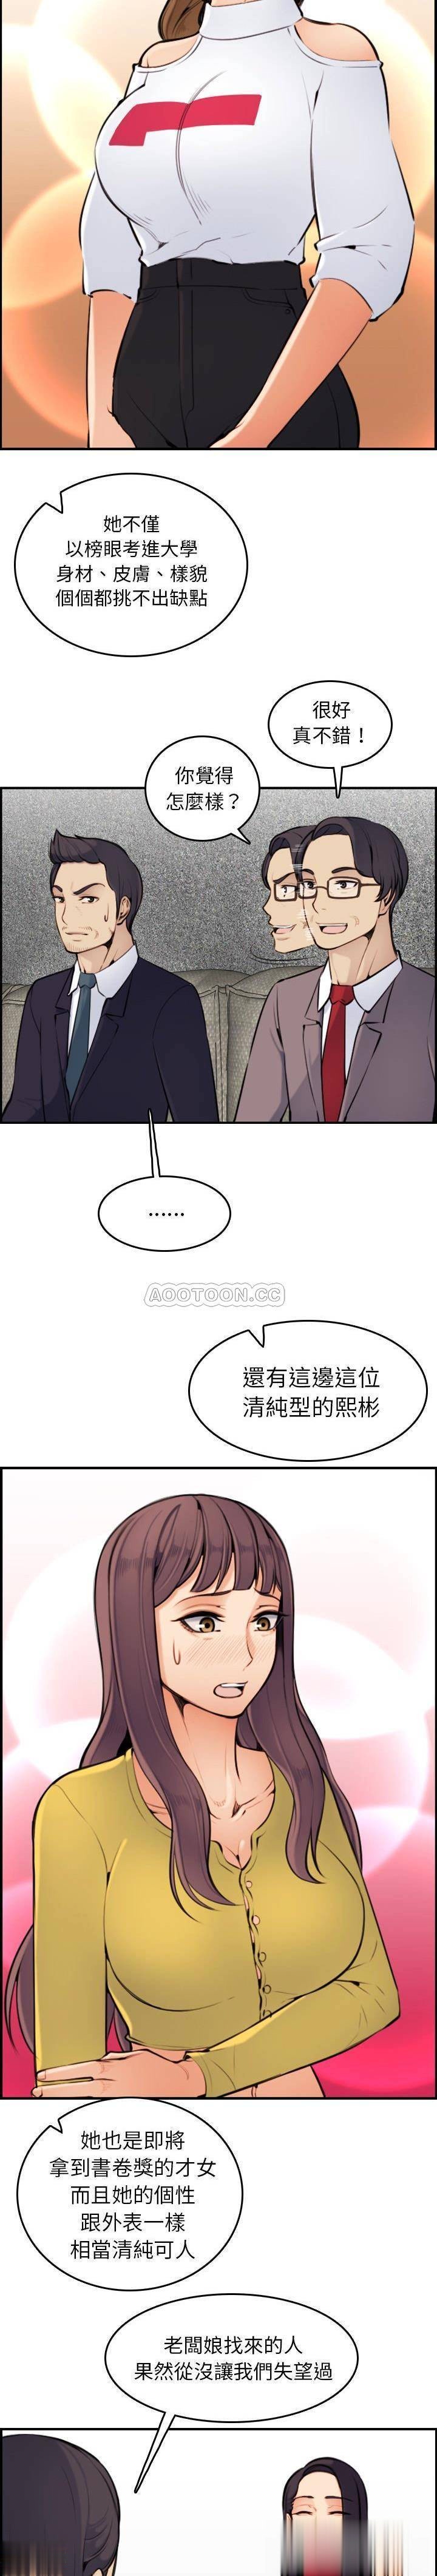 她不僅
以榜眼考進大學
身材、皮膚、樣貌
個個都挑不出缺點
很好
真不錯！
你覺得
怎麼樣？
......
AOOTOON.CC
還有這邊這位
清純型的熙彬
她也是即將
拿到書卷獎的才女
而且她的個性
跟外表一樣
相當清純可人
老闆娘找來的人
果然從沒讓我們失望過